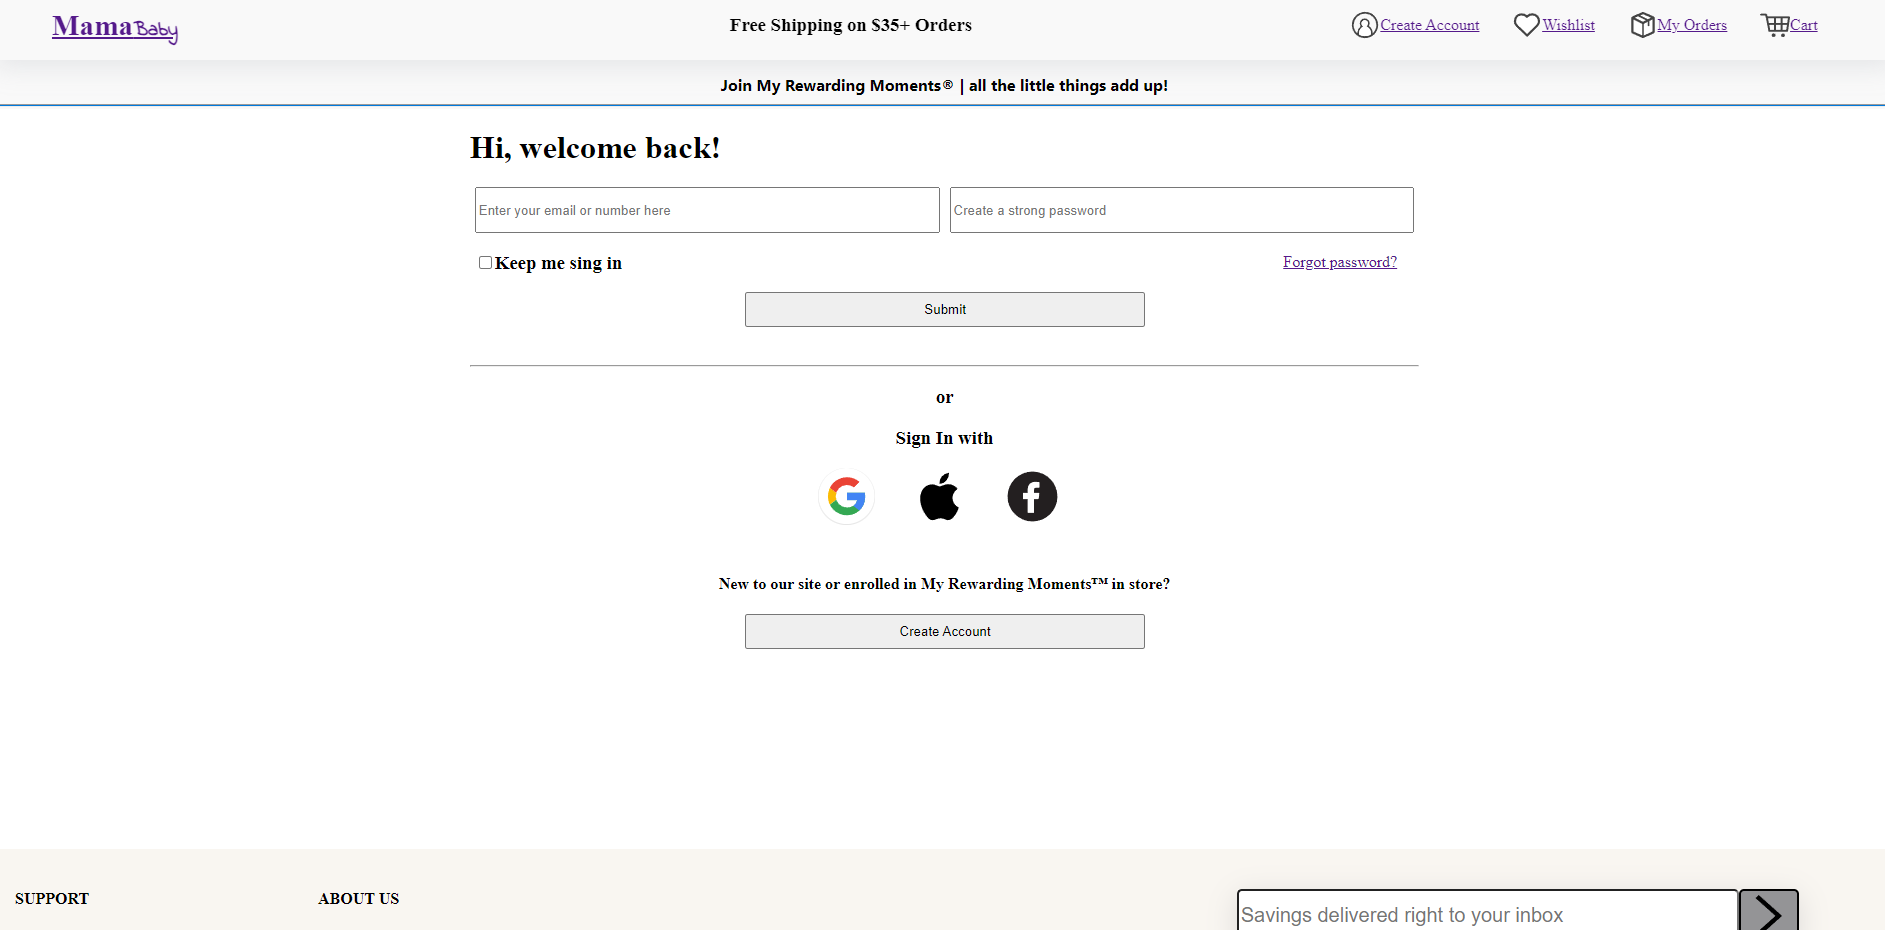 MamaBaby
Free Shipping on $35+ Orders
Create Account
Wishlist
My Orders
Cart
Join My Rewarding Moments® | all the little things add up!
Hi, welcome back!
Enter your email or number here
Create a strong password
Keep me sing in
Forgot password?
Submit
or
Sign In with
New to our site or enrolled in My Rewarding Moments™ in store?
Create Account
SUPPORT
ABOUT US
Savings delivered right to your inbox